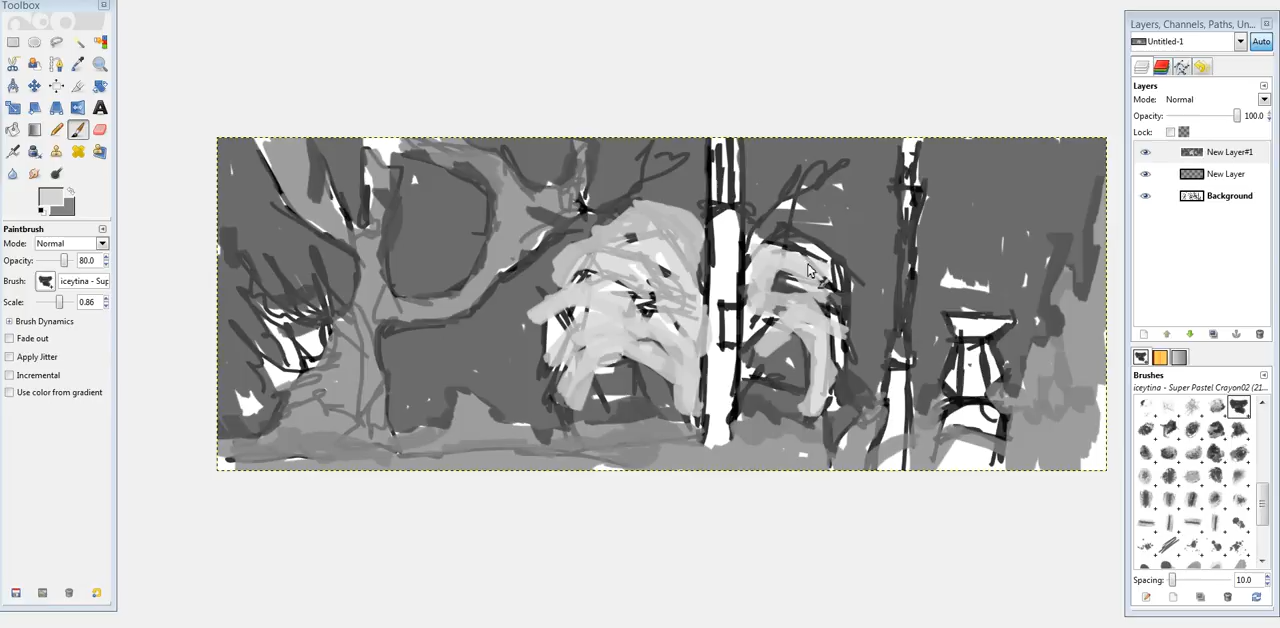 Toolbox
Paintbrush
Mode: Normal
Opacity: 80.0
Brush: iceytina - Sup
Scale: 0.86
Brush Dynamics
Fade out
Apply Jitter
Incremental
Use color from gradient
Layers, Channels, Paths, Un...
Untitled-1
Auto
Layers
Mode: Normal
Opacity: 100.0
Lock:
New Layer#1
New Layer
Background
Brushes
iceytina - Super Pastel Crayon02 (21...
Spacing: 10.0